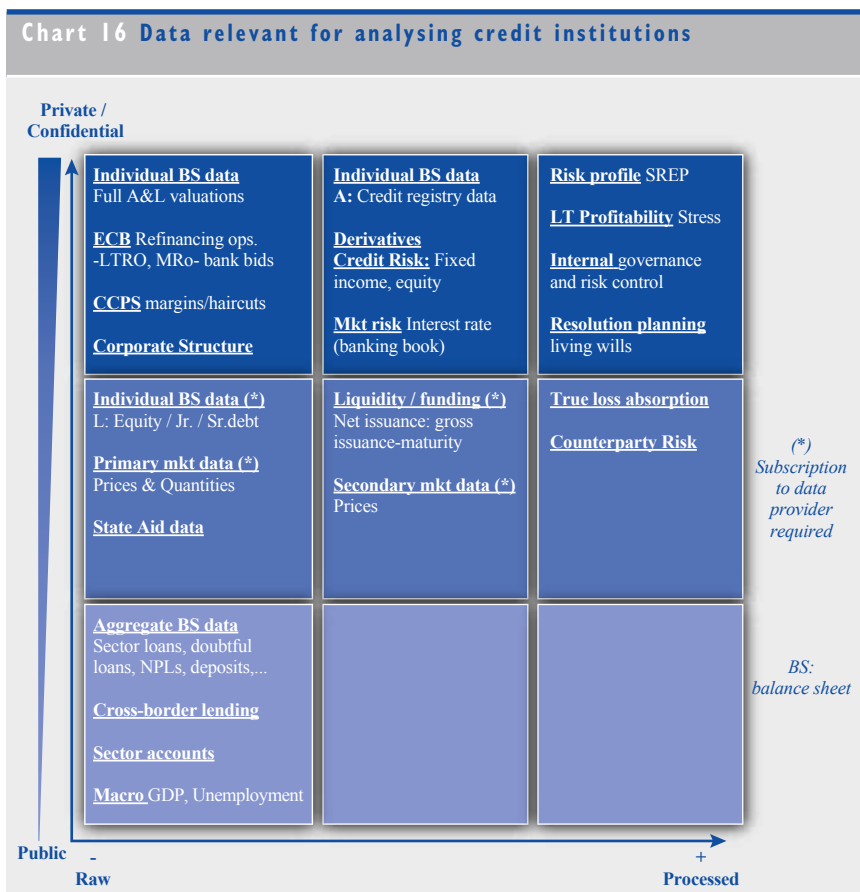 Chart 16 Data relevant for analysing credit institutions
Private /
Confidential
Individual BS data
Full A&L valuations
ECB Refinancing ops.
-LTRO, MRo- bank bids
CCPS margins/haircuts
Corporate Structure
Individual BS data
A: Credit registry data
Derivatives
Credit Risk: Fixed
income, equity
Mkt risk Interest rate
(banking book)
Risk profile SREP
LT Profitability Stress
Internal governance
and risk control
Resolution planning
living wills
Individual BS data (*)
L: Equity / Jr. / Sr.debt
Primary mkt data (*)
Prices & Quantities
State Aid data
Liquidity / funding (*)
Net issuance: gross
issuance-maturity
Secondary mkt data (*)
Prices
True loss absorption
Counterparty Risk
(*)
Subscription
to data
provider
required
Aggregate BS data
Sector loans, doubtful
loans, NPLs, deposits,...
Cross-border lending
Sector accounts
Macro GDP, Unemployment
BS:
balance sheet
Public
-
Raw
+
Processed